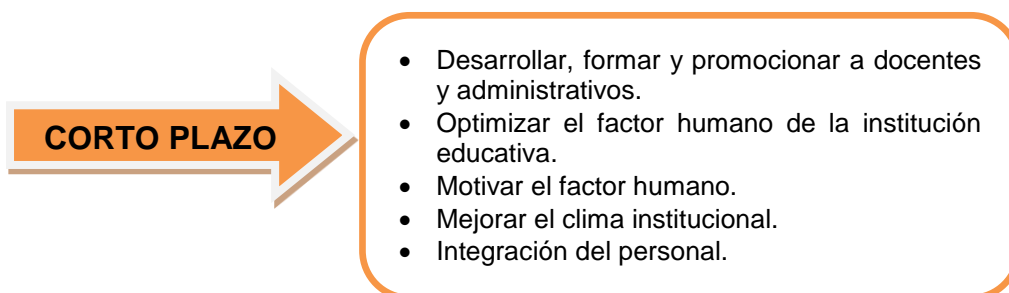 CORTO PLAZO
• Desarrollar, formar y promocionar a docentes
y administrativos.
• Optimizar el factor humano de la institución
educativa.
• Motivar el factor humano.
• Mejorar el clima institucional.
• Integración del personal.